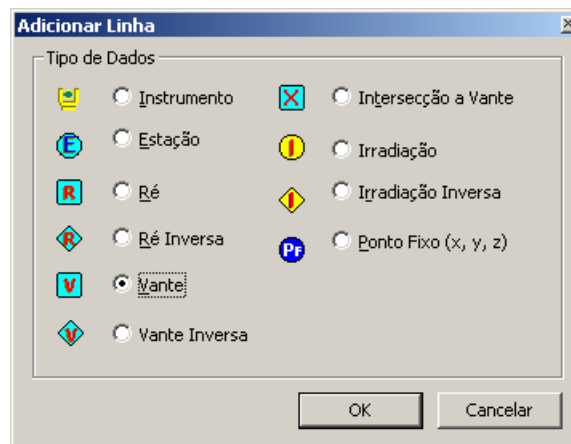 Adicionar Linha
Tipo de Dados
Instrumento
E Estação
R Ré
R Ré Inversa
V Vante
V Vante Inversa
X Intersecção a Vante
I Irradiação
I Irradiação Inversa
PF Ponto Fixo (x, y, z)
OK Cancelar